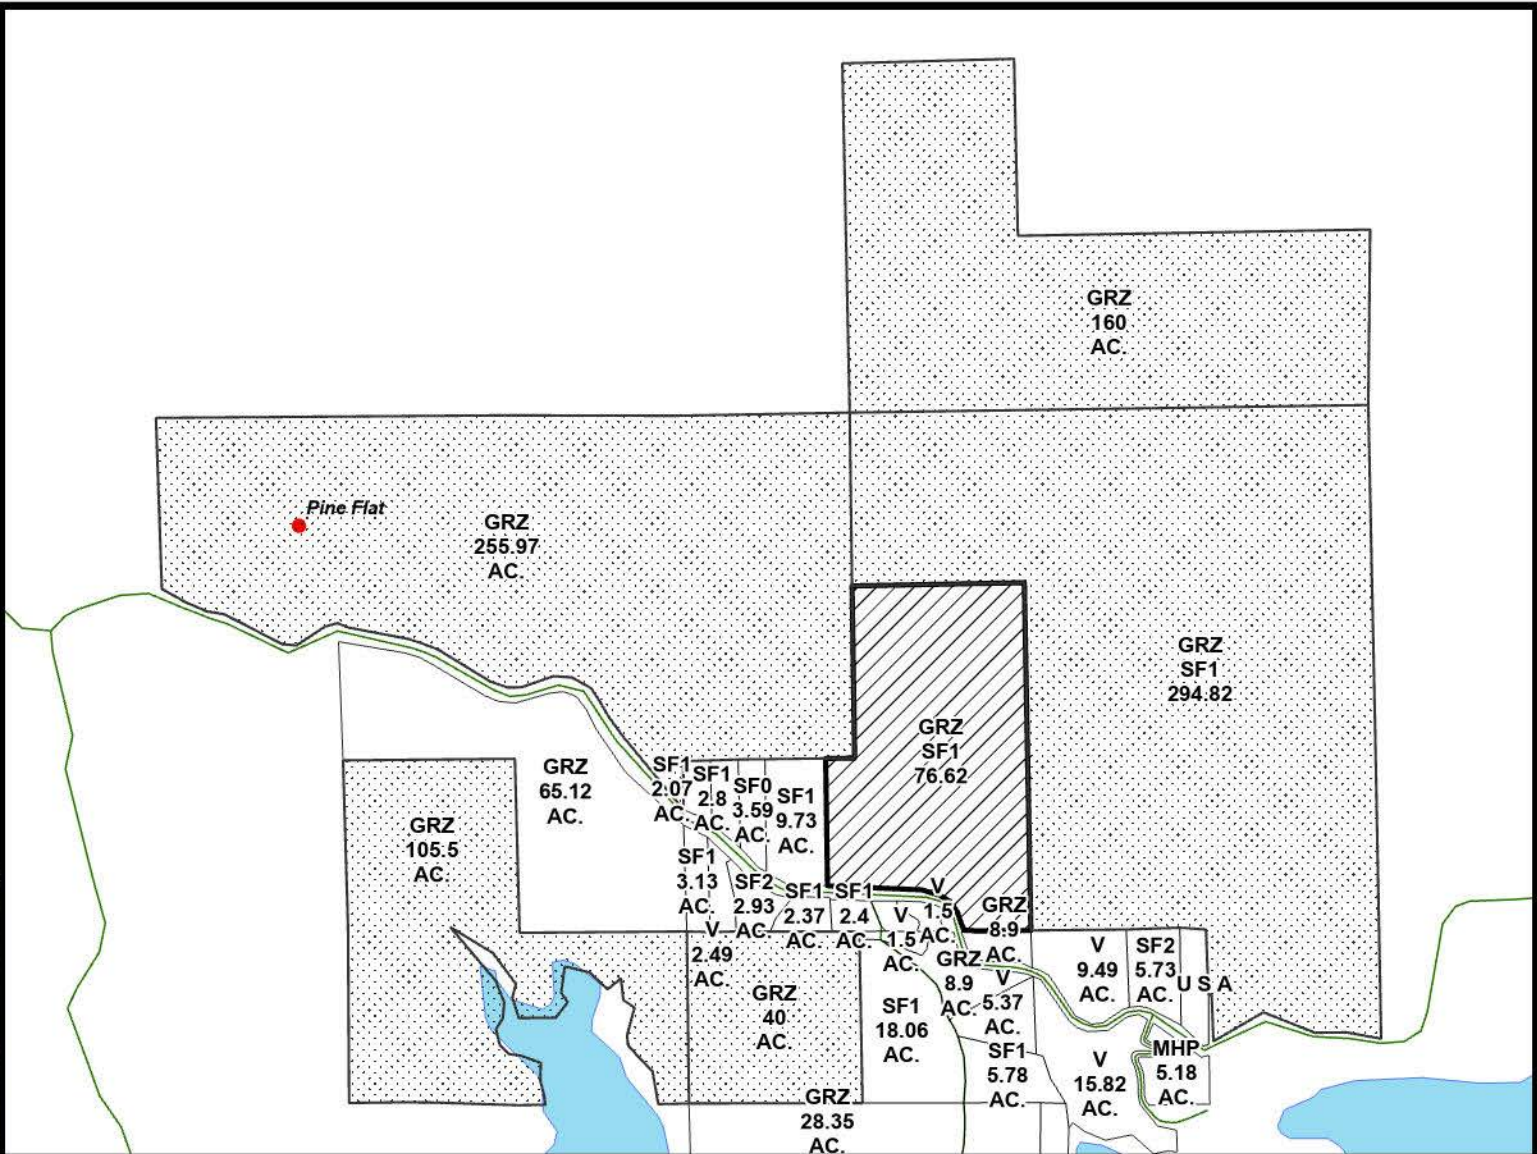 GRZ
160
AC.
Pine Flat
GRZ
255.97
AC.
GRZ
SF1
294.82
GRZ
SF1
76.62
GRZ
65.12
AC.
SF1
2.07
AC.
SF1
2.8
AC.
SF0
3.59
AC.
SF1
9.73
AC.
GRZ
105.5
AC.
SF1
3.13
AC.
SF2
2.93
AC.
SF1
2.37
AC.
SF1
2.4
AC.
V
1.5
AC.
V
1.5
AC.
GRZ
8.9
AC.
V
2.49
AC.
GRZ
8.9
AC.
V
9.49
AC.
SF2
5.73
AC.
U S A
GRZ
40
AC.
V
5.37
AC.
SF1
18.06
AC.
SF1
5.78
AC.
V
15.82
AC.
MHP
5.18
AC.
GRZ
28.35
AC.